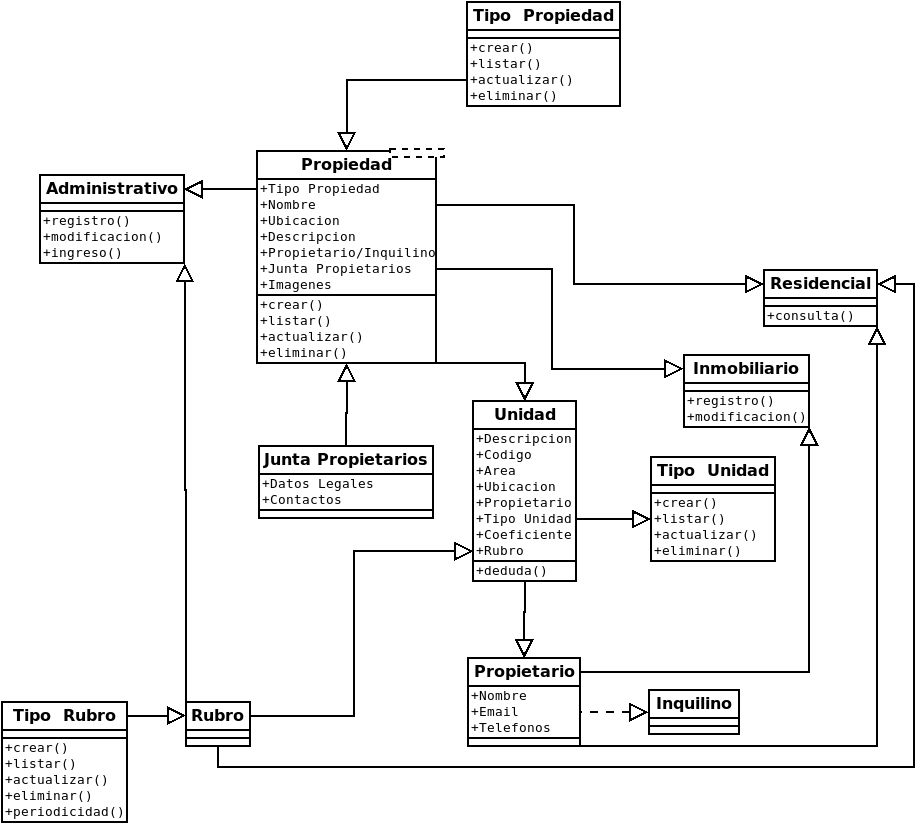 Tipo Propiedad
+crear()
+listar()
+actualizar()
+eliminar()
Propiedad
+Tipo Propiedad
+Nombre
+Ubicacion
+Descripcion
+Propietario/Inquilino
+Junta Propietarios
+Imagenes
+crear()
+listar()
+actualizar()
+eliminar()
Administrativo
+registro()
+modificacion()
+ingreso()
Residencial
+consulta()
Inmobiliario
+registro()
+modificacion()
Unidad
+Descripcion
+Codigo
+Area
+Ubicacion
+Propietario
+Tipo Unidad
+Coeficiente
+Rubro
+deduda()
Junta Propietarios
+Datos Legales
+Contactos
Tipo Unidad
+crear()
+listar()
+actualizar()
+eliminar()
Propietario
+Nombre
+Email
+Telefonos
Inquilino
Tipo Rubro
+crear()
+listar()
+actualizar()
+eliminar()
+periodicidad()
Rubro